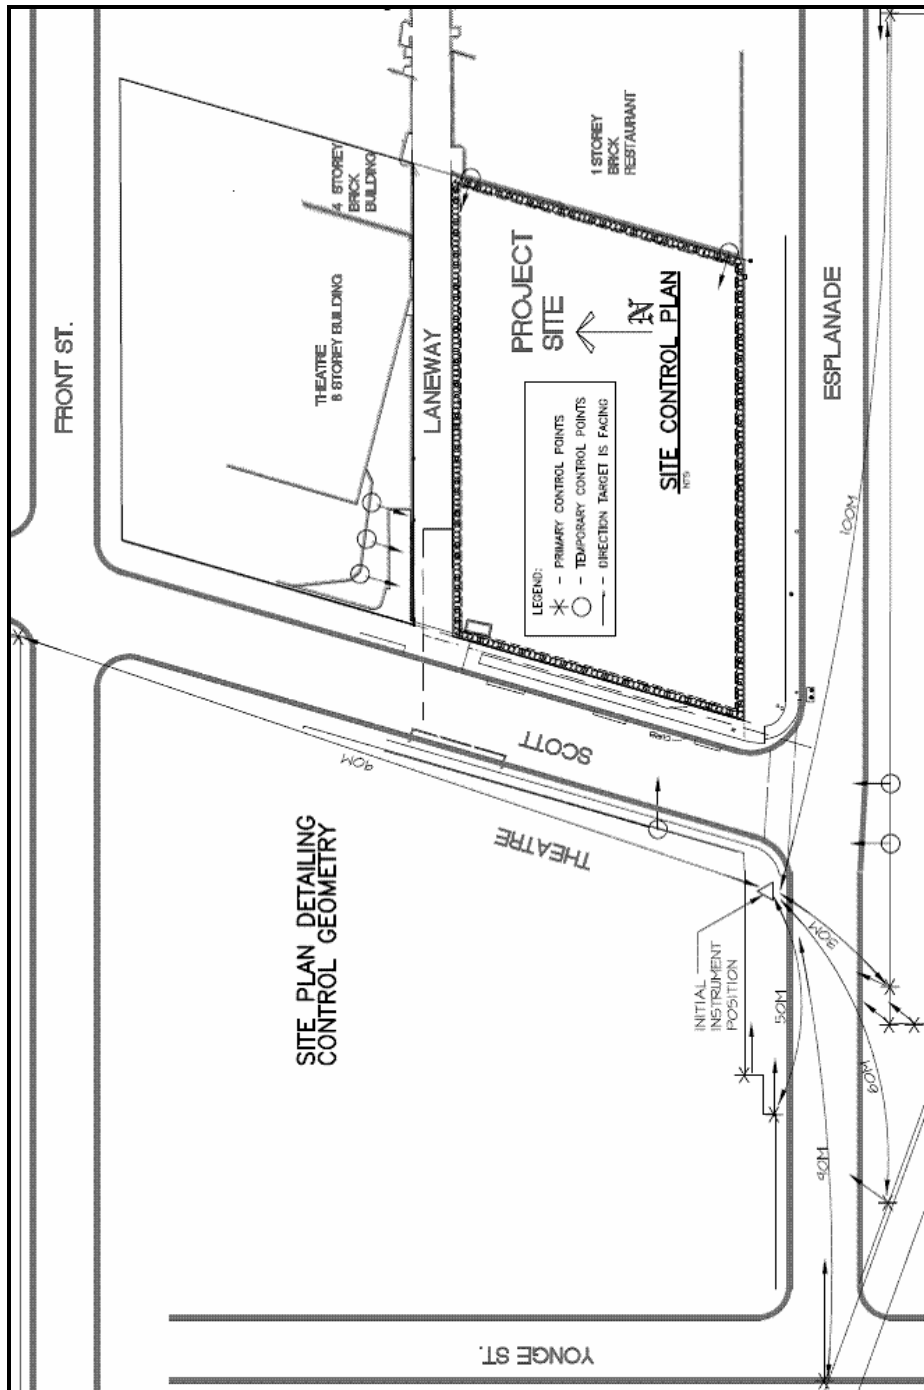 FRONT ST.
4 STOREY
BRICK
BUILDING
THEATRE
8 STOREY BUILDING
LANEWAY
1 STOREY
BRICK
RESTAURANT
PROJECT
SITE
N
SITE CONTROL PLAN
NTS
LEGEND:
- PRIMARY CONTROL POINTS
- TEMPORARY CONTROL POINTS
- DIRECTION TARGET IS FACING
ESPLANADE
100M
SCOTT
CURB
90M
THEATRE
SITE PLAN DETAILING
CONTROL GEOMETRY
INITIAL
INSTRUMENT
POSITION
30M
50M
60M
90M
YONGE ST.